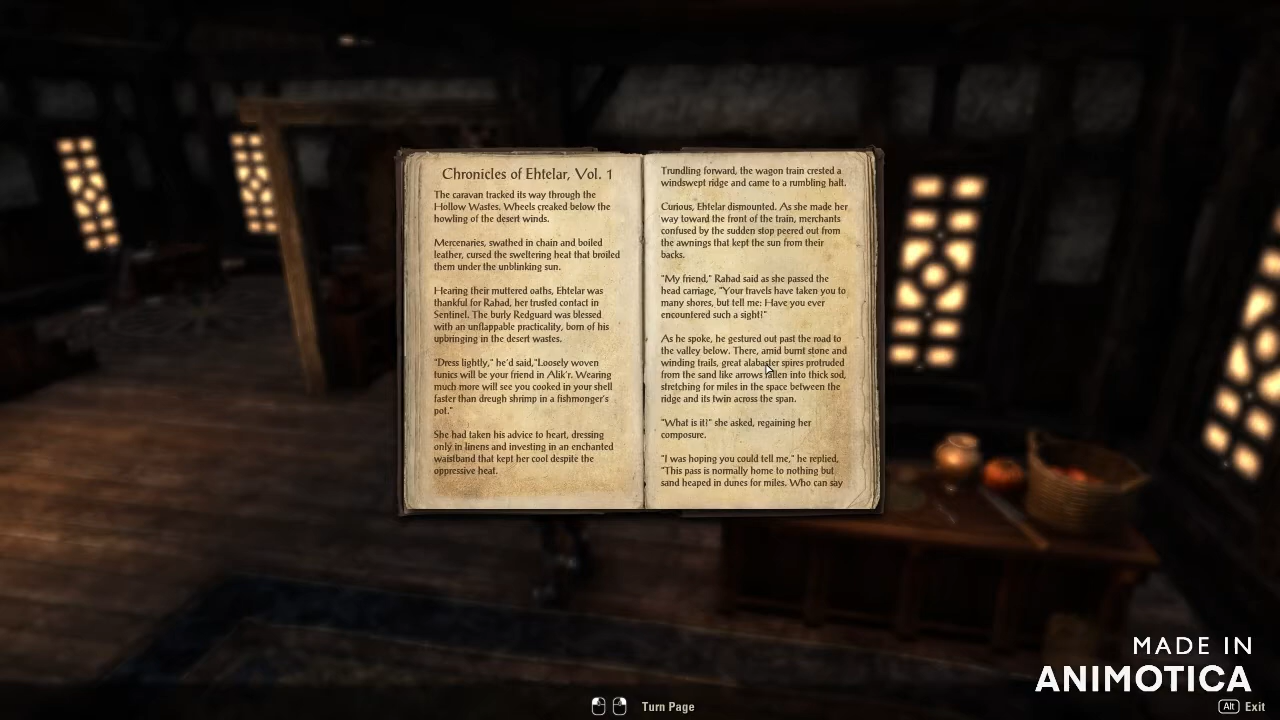 Chronicles of Ehtelar, Vol. 1
The caravan tracked its way through the
Hollow Wastes. Wheels creaked below the
howling of the desert winds.
Mercenaries, swathed in chain and boiled
leather, cursed the sweltering heat that broiled
them under the unblinking sun.
Hearing their muttered oaths, Ehtelar was
thankful for Rahad, her trusted contact in
Sentinel. The burly Redguard was blessed
with an unflappable practicality, born of his
upbringing in the desert wastes.
"Dress lightly," he'd said,"Loosely woven
tunics will be your friend in Alik'r. Wearing
much more will see you cooked in your shell
faster than dreugh shrimp in a fishmonger's
pot."
She had taken his advice to heart, dressing
only in linens and investing in an enchanted
waistband that kept her cool despite the
oppressive heat.
Trundling forward, the wagon train crested a
windswept ridge and came to a rumbling halt.
Curious, Ehtelar dismounted. As she made her
way toward the front of the train, merchants
confused by the sudden stop peered out from
the awnings that kept the sun from their
backs.
"My friend," Rahad said as she passed the
head carriage, "Your travels have taken you to
many shores, but tell me: Have you ever
encountered such a sight?"
As he spoke, he gestured out past the road to
the valley below. There, amid burnt stone and
winding trails, great alabaster spires protruded
from the sand like arrows fallen into thick sod,
stretching for miles in the space between the
ridge and its twin across the span.
"What is it?" she asked, regaining her
composure.
"I was hoping you could tell me," he replied,
"This pass is normally home to nothing but
sand heaped in dunes for miles. Who can say
MADE IN
ANIMOTICA
Turn Page
Alt Exit